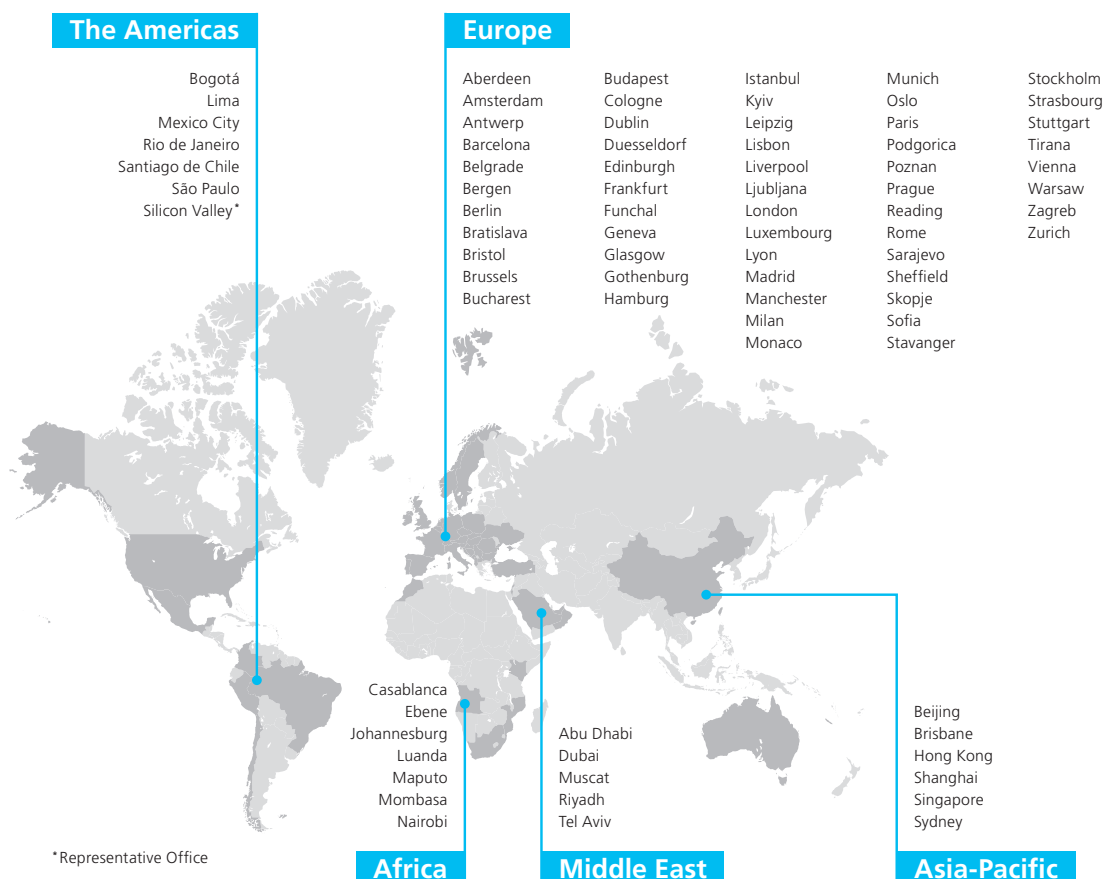 The Americas
Bogotá
Lima
Mexico City
Rio de Janeiro
Santiago de Chile
São Paulo
Silicon Valley*
Europe
Aberdeen
Amsterdam
Antwerp
Barcelona
Belgrade
Bergen
Berlin
Bratislava
Bristol
Brussels
Bucharest
Budapest
Cologne
Dublin
Duesseldorf
Edinburgh
Frankfurt
Funchal
Geneva
Glasgow
Gothenburg
Hamburg
Istanbul
Kyiv
Leipzig
Lisbon
Liverpool
Ljubljana
London
Luxembourg
Lyon
Madrid
Manchester
Milan
Monaco
Munich
Oslo
Paris
Podgorica
Poznan
Prague
Reading
Rome
Sarajevo
Sheffield
Skopje
Sofia
Stavanger
Stockholm
Strasbourg
Stuttgart
Tirana
Vienna
Warsaw
Zagreb
Zurich
Casablanca
Ebene
Johannesburg
Luanda
Maputo
Mombasa
Nairobi
Africa
Abu Dhabi
Dubai
Muscat
Riyadh
Tel Aviv
Middle East
Beijing
Brisbane
Hong Kong
Shanghai
Singapore
Sydney
Asia-Pacific
*Representative Office